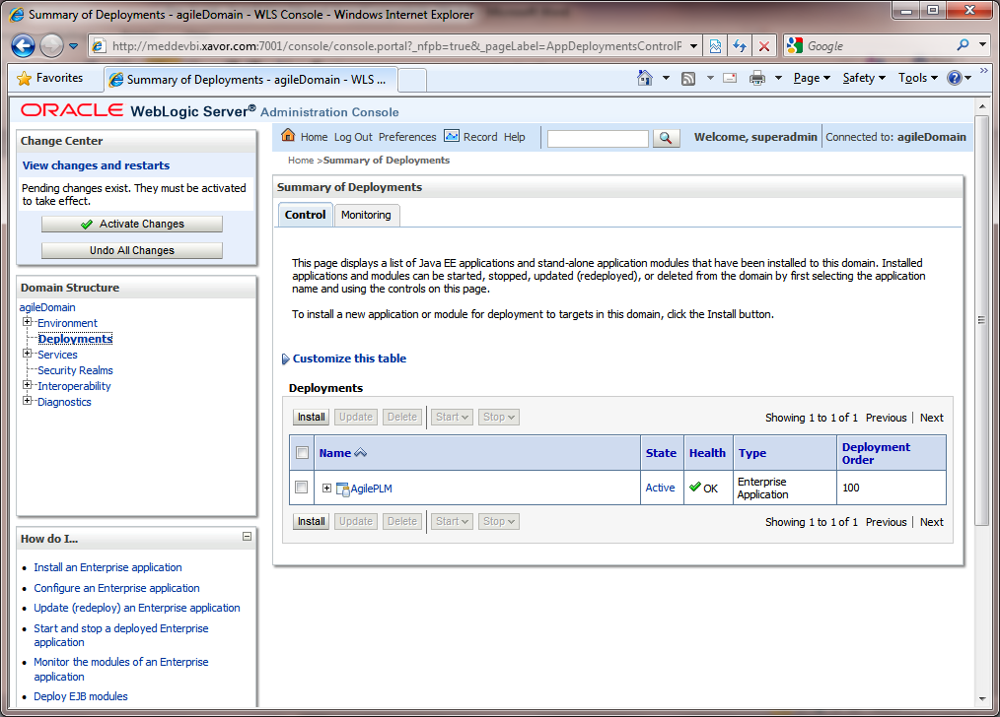 Summary of Deployments - agileDomain - WLS Console - Windows Internet Explorer
http://meddevbi.xavor.com:7001/console/console.portal?_nfpb=true&_pageLabel=AppDeploymentsControlP
Google
Favorites
Summary of Deployments - agileDomain - WLS ...
Page Safety Tools
ORACLE WebLogic Server® Administration Console
Change Center
View changes and restarts
Pending changes exist. They must be activated
to take effect.
Activate Changes
Undo All Changes
Domain Structure
agileDomain
Environment
Deployments
Services
Security Realms
Interoperability
Diagnostics
How do I...
Install an Enterprise application
Configure an Enterprise application
Update (redeploy) an Enterprise application
Start and stop a deployed Enterprise
application
Monitor the modules of an Enterprise
application
Deploy EJB modules
Home Log Out Preferences Record Help
Welcome, superadmin Connected to: agileDomain
Home >Summary of Deployments
Summary of Deployments
Control Monitoring
This page displays a list of Java EE applications and stand-alone application modules that have been installed to this domain. Installed
applications and modules can be started, stopped, updated (redeployed), or deleted from the domain by first selecting the application
name and using the controls on this page.
To install a new application or module for deployment to targets in this domain, click the Install button.
Customize this table
Deployments
Install Update Delete Start Stop Showing 1 to 1 of 1 Previous | Next
Name State Health Type Deployment
Order
AgilePLM Active OK Enterprise
Application 100
Install Update Delete Start Stop Showing 1 to 1 of 1 Previous | Next